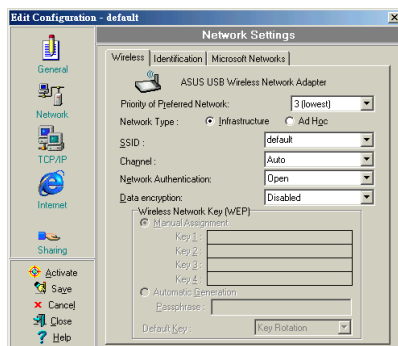 Edit Configuration - default
Network Settings
General
Network
TCP/IP
Internet
Sharing
Activate
Save
Cancel
Close
Help
Wireless Identification Microsoft Networks
ASUS USB Wireless Network Adapter
Priority of Preferred Network: 3 (lowest)
Network Type : Infrastructure Ad Hoc
SSID : default
Channel : Auto
Network Authentication: Open
Data encryption: Disabled
Wireless Network Key (WEP)
Manual Assignment
Key 1 :
Key 2 :
Key 3 :
Key 4 :
Automatic Generation
Passphrase :
Default Key : Key Rotation